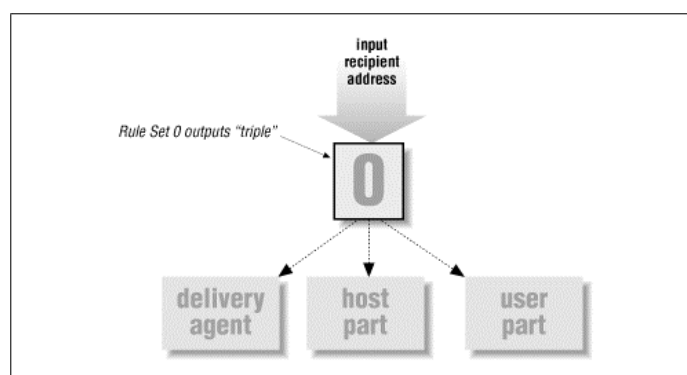 input
recipient
address
Rule Set 0 outputs “triple”
0
delivery
agent
host
part
user
part